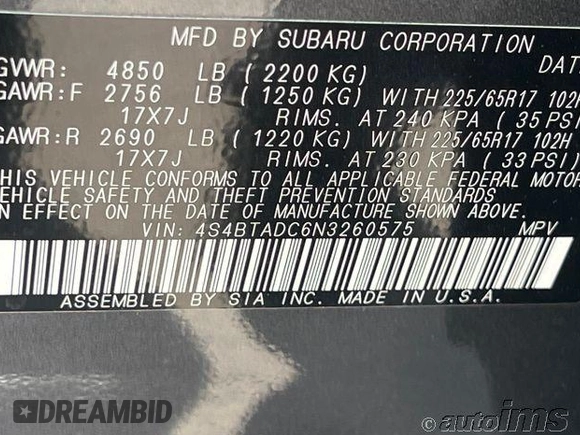 MFD BY SUBARU CORPORATION DAT
GVWR: 4850 LB ( 2200 KG)
GAWR:F 2756 LB ( 1250 KG) WITH 225/65R17 102H
17X7J RIMS. AT 240 KPA ( 35 PSI
GAWR:R 2690 LB ( 1220 KG) WITH 225/65R17 102H
17X7J RIMS. AT 230 KPA ( 33 PSI)
THIS VEHICLE CONFORMS TO ALL APPLICABLE FEDERAL MOTOR
VEHICLE SAFETY AND THEFT PREVENTION STANDARDS
IN EFFECT ON THE DATE OF MANUFACTURE SHOWN ABOVE.
VIN: 4S4BTADC6N3260575 MPV
ASSEMBLED BY SIA INC. MADE IN U.S.A.
DREAMBID
© autoims